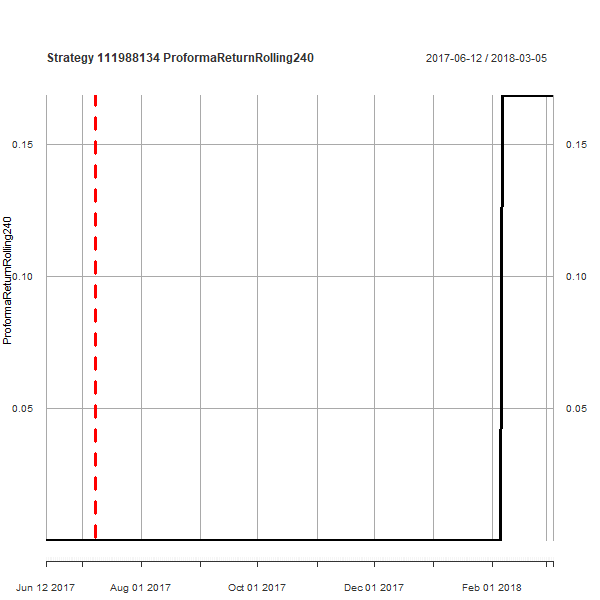 Strategy 111988134 ProformaReturnRolling240
2017-06-12 / 2018-03-05
ProformaReturnRolling240
0.15
0.10
0.05
0.15
0.10
0.05
Jun 12 2017
Aug 01 2017
Oct 01 2017
Dec 01 2017
Feb 01 2018